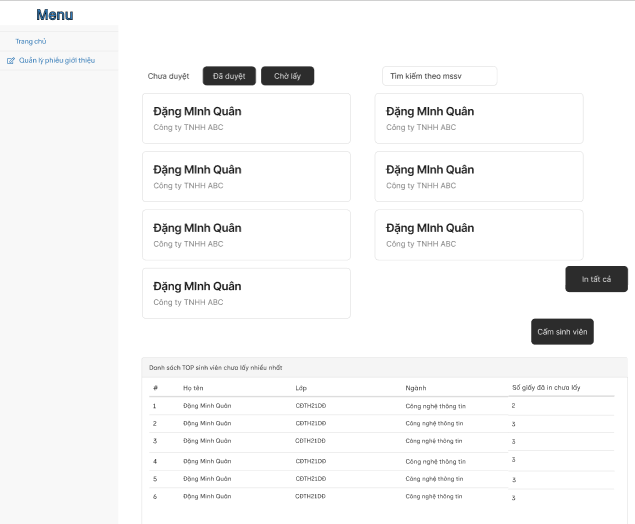 Menu
Trang chủ
Quản lý phiếu giới thiệu
Chưa duyệt Đã duyệt Chờ lấy Tìm kiếm theo mssv
Đặng MInh Quân Đặng MInh Quân
Công ty TNHH ABC Công ty TNHH ABC
Đặng MInh Quân Đặng MInh Quân
Công ty TNHH ABC Công ty TNHH ABC
Đặng MInh Quân Đặng MInh Quân
Công ty TNHH ABC Công ty TNHH ABC
Đặng MInh Quân
Công ty TNHH ABC
In tất cả
Cấm sinh viên
Danh sách TOP sinh viên chưa lấy nhiều nhất
# Họ tên Lớp Ngành Số giấy đã in chưa lấy
1 Đặng Minh Quân CĐTH21DĐ Công nghệ thông tin 2
2 Đặng Minh Quân CĐTH21DĐ Công nghệ thông tin 3
3 Đặng Minh Quân CĐTH21DĐ Công nghệ thông tin 3
4 Đặng Minh Quân CĐTH21DĐ Công nghệ thông tin 3
5 Đặng Minh Quân CĐTH21DĐ Công nghệ thông tin 3
6 Đặng Minh Quân CĐTH21DĐ Công nghệ thông tin 3